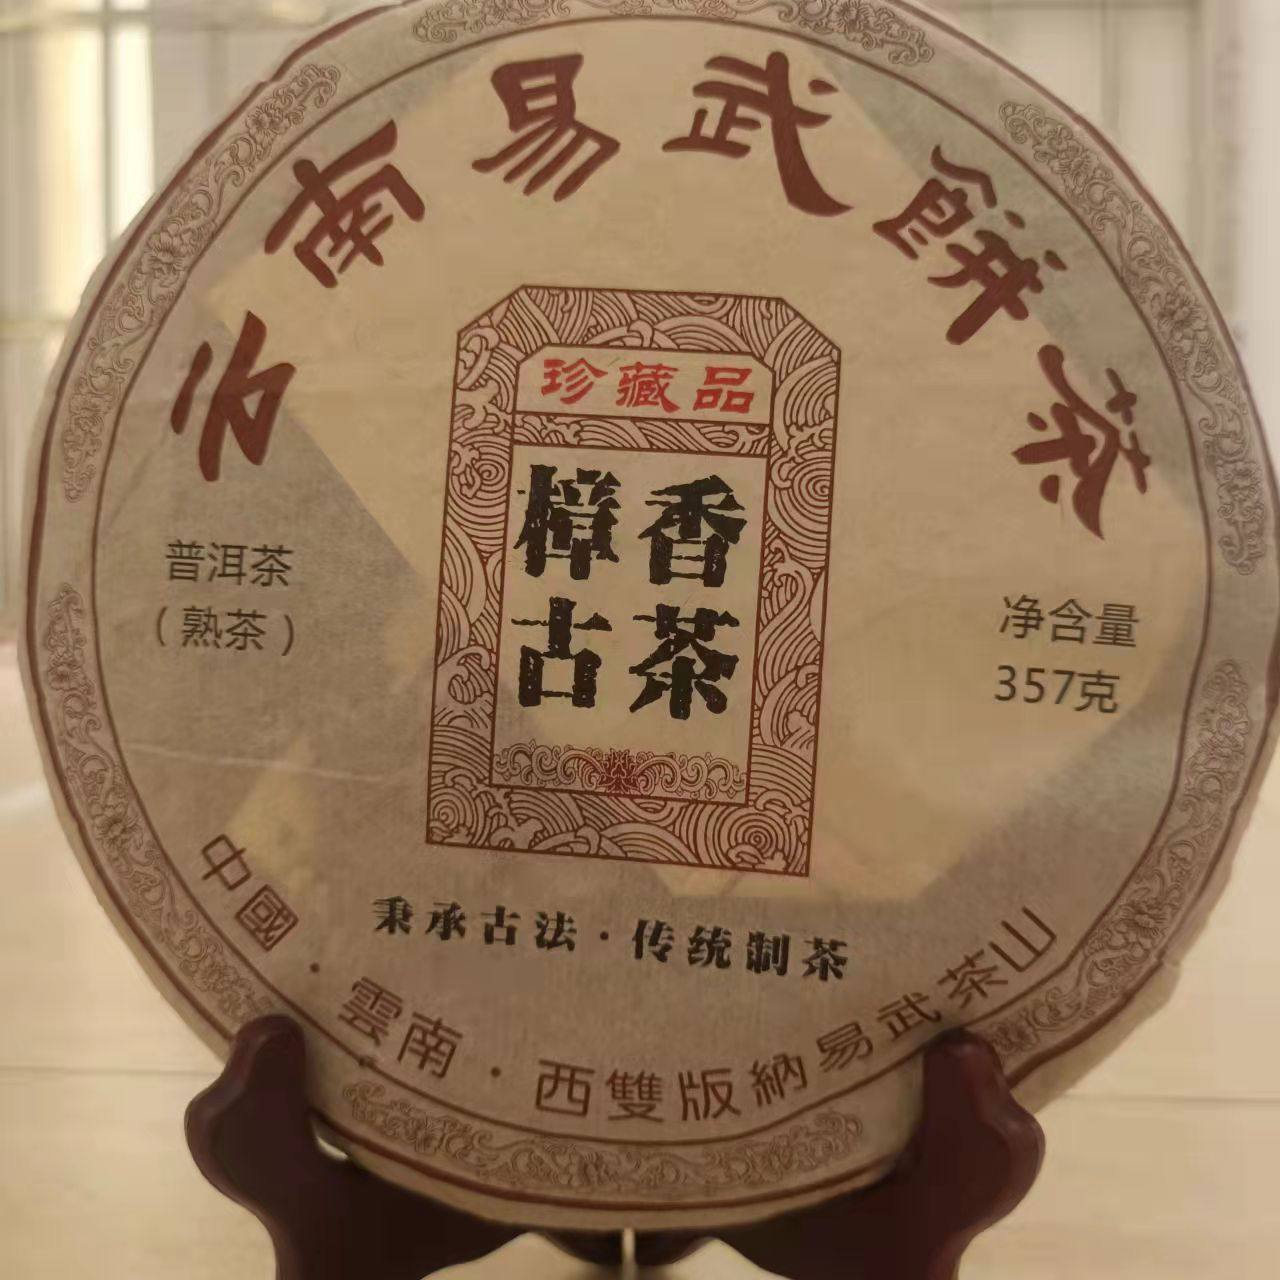 云南易武餅茶
珍藏品
樟香
古茶
普洱茶
（熟茶）
净含量
357克
秉承古法·传统制茶
中國·雲南·西雙版納易武茶山